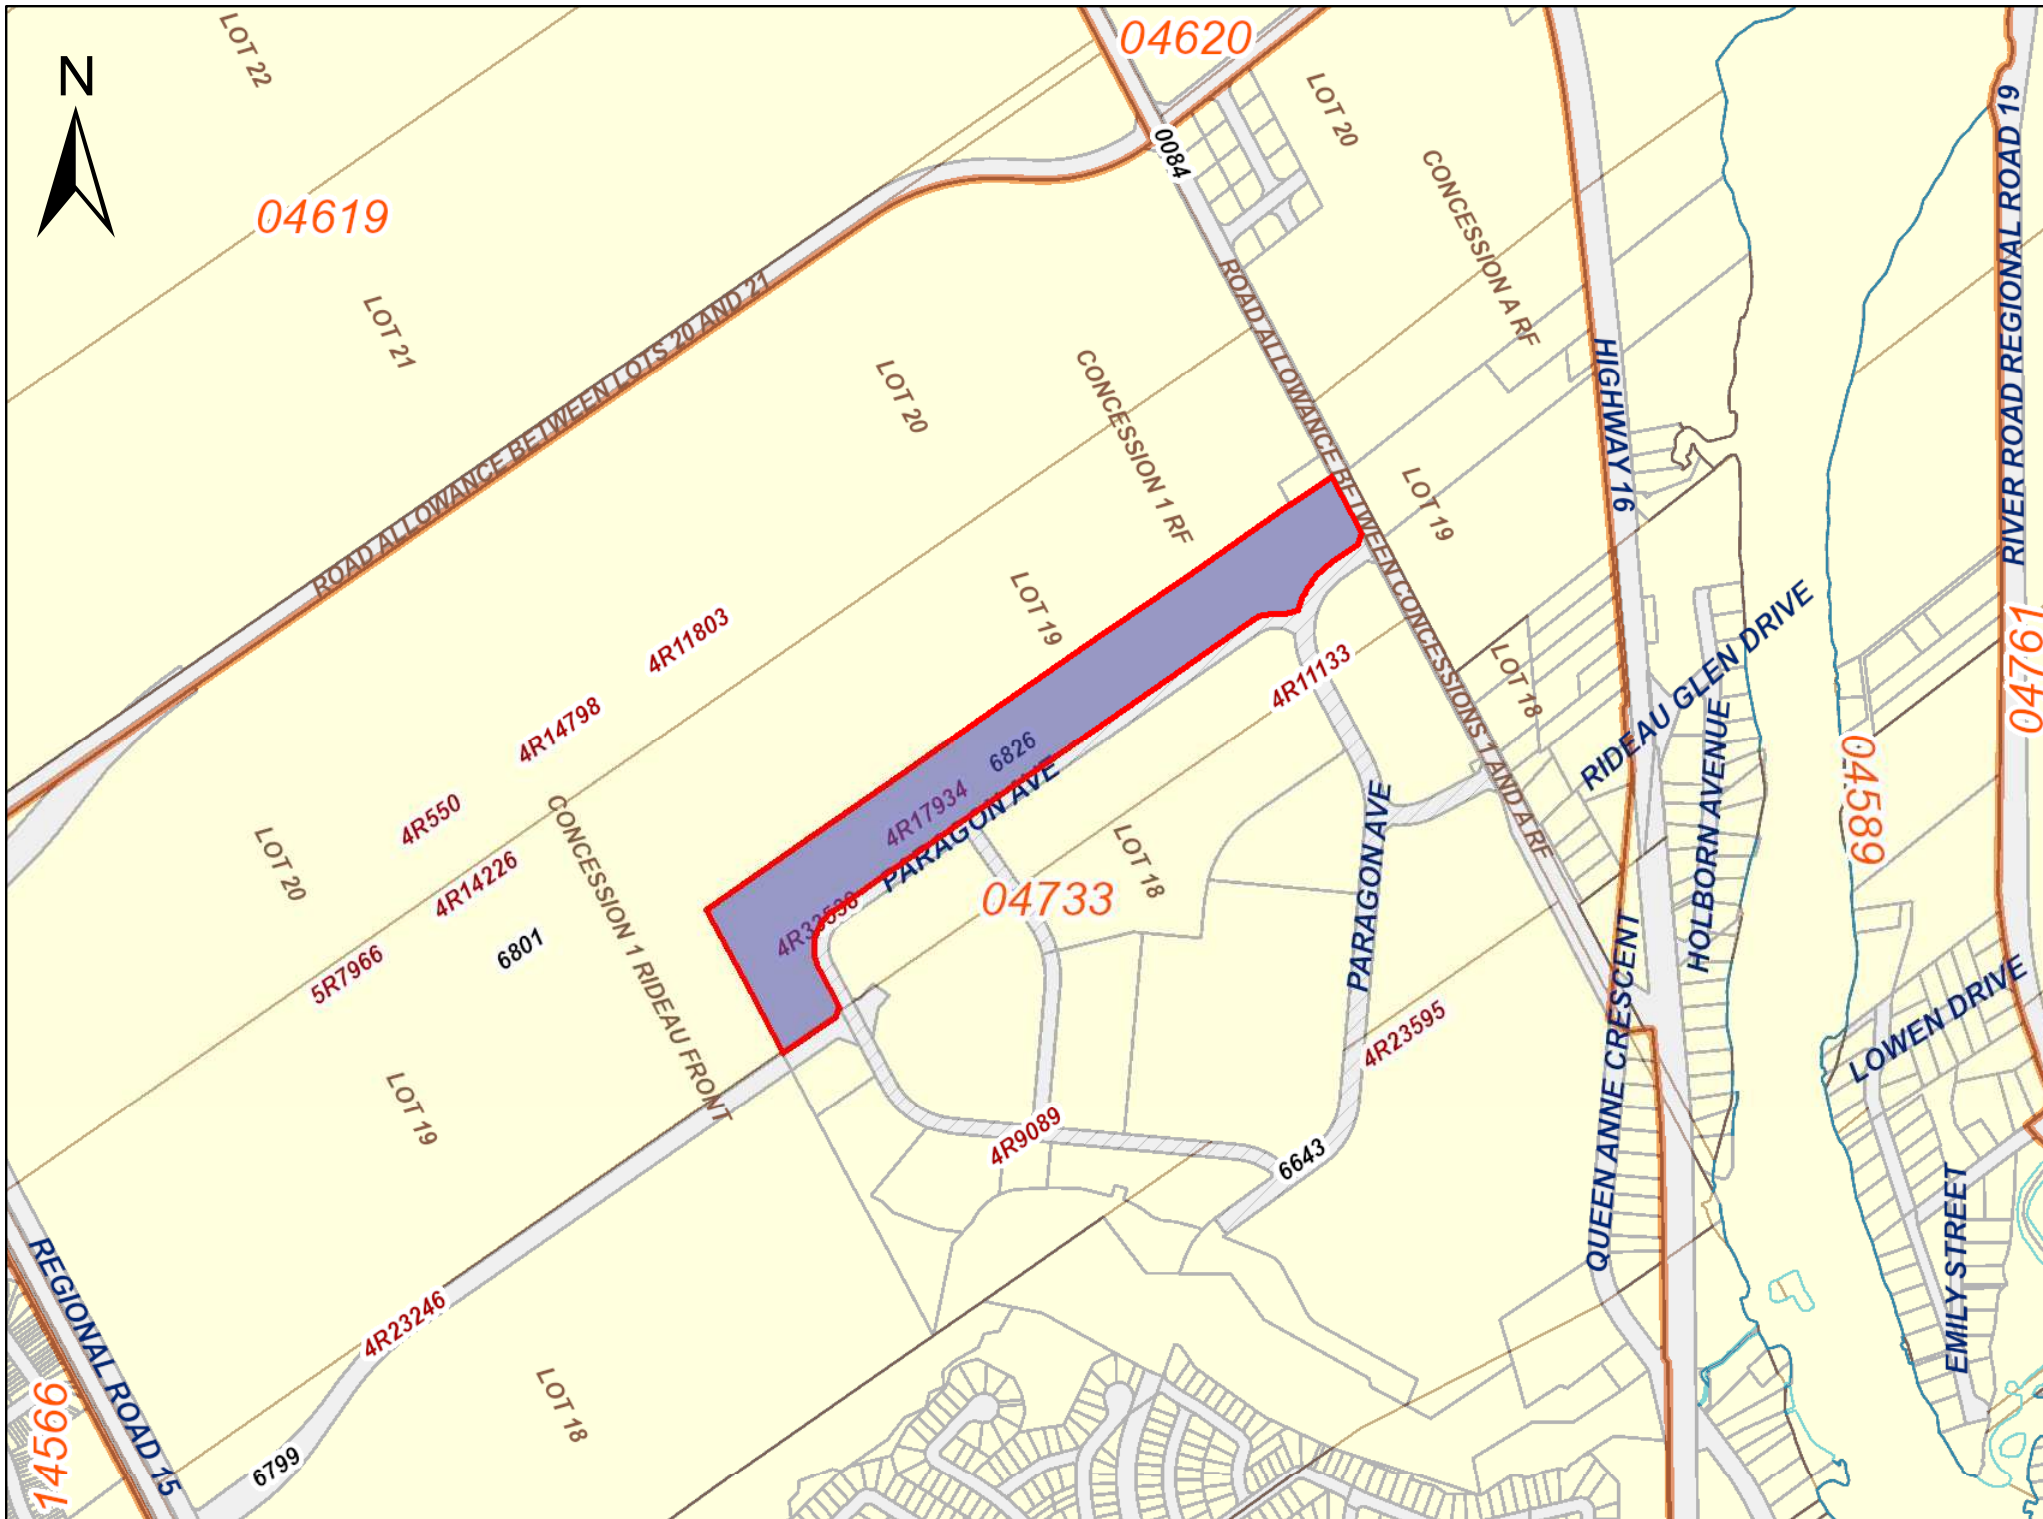 LOT 22
04620
N
LOT 20
0084
RIVER ROAD REGIONAL ROAD 19
04619
CONCESSION A RF
ROAD ALLOWANCE BETWEEN LOTS 20 AND 21
LOT 21
ROAD ALLOWANCE BETWEEN CONCESSIONS 1 AND A RF
LOT 20
CONCESSION 1 RF
HIGHWAY 16
LOT 19
LOT 19
4R11803
4R11133
LOT 18
RIDEAU GLEN DRIVE
04761
4R14798
6826
4R17934
PARAGON AVE
HOLBORN AVENUE
04589
4R550
LOT 20
4R14226
CONCESSION 1 RIDEAU FRONT
04733
LOT 18
PARAGON AVE
6801
5R7966
QUEEN ANNE CRESCENT
LOWEN DRIVE
4R23595
LOT 19
4R9089
6643
EMILY STREET
REGIONAL ROAD 15
4R23246
LOT 18
14566
6799